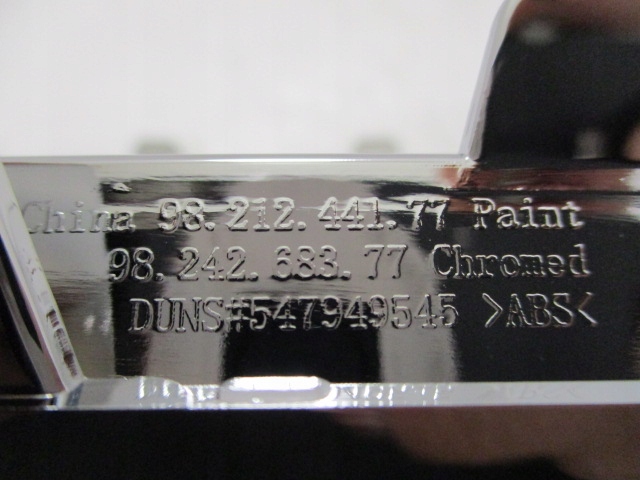 China 98.212.441.77 Paint
98.242.683.77 Chromed
DUNS#547949545 >ABS<